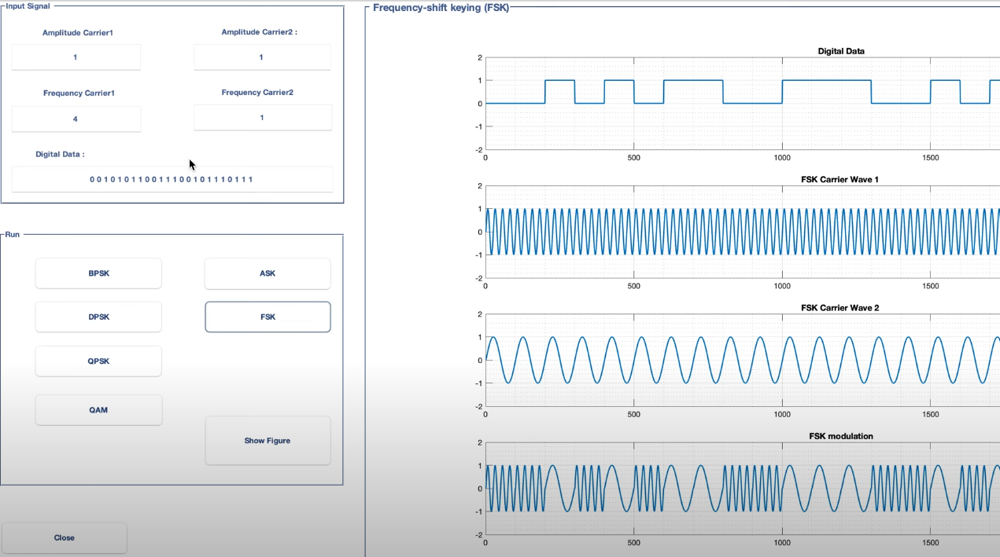 Input Signal
Amplitude Carrier1
Amplitude Carrier2 :
1
1
Frequency Carrier1
Frequency Carrier2
4
1
Digital Data :
0 0 1 0 1 0 1 1 0 0 1 1 1 0 0 1 0 1 1 1 0 1 1 1
Run
BPSK
ASK
DPSK
FSK
QPSK
QAM
Show Figure
Close
Frequency-shift keying (FSK)
Digital Data
2
1
0
-1
-2
0 500 1000 1500
FSK Carrier Wave 1
2
1
0
-1
-2
0 500 1000 1500
FSK Carrier Wave 2
2
1
0
-1
-2
0 500 1000 1500
FSK modulation
2
1
0
-1
-2
0 500 1000 1500